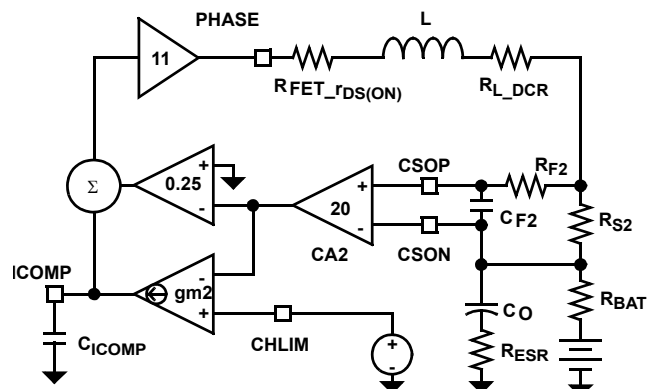 PHASE
L
11
RFET_rDS(ON)
RL_DCR
Σ
0.25
+
-
20
+
-
CA2
CSOP
CSON
RF2
CF2
RS2
ICOMP
CICOMP
gm2
-
+
CHLIM
+
-
CO
RESR
RBAT